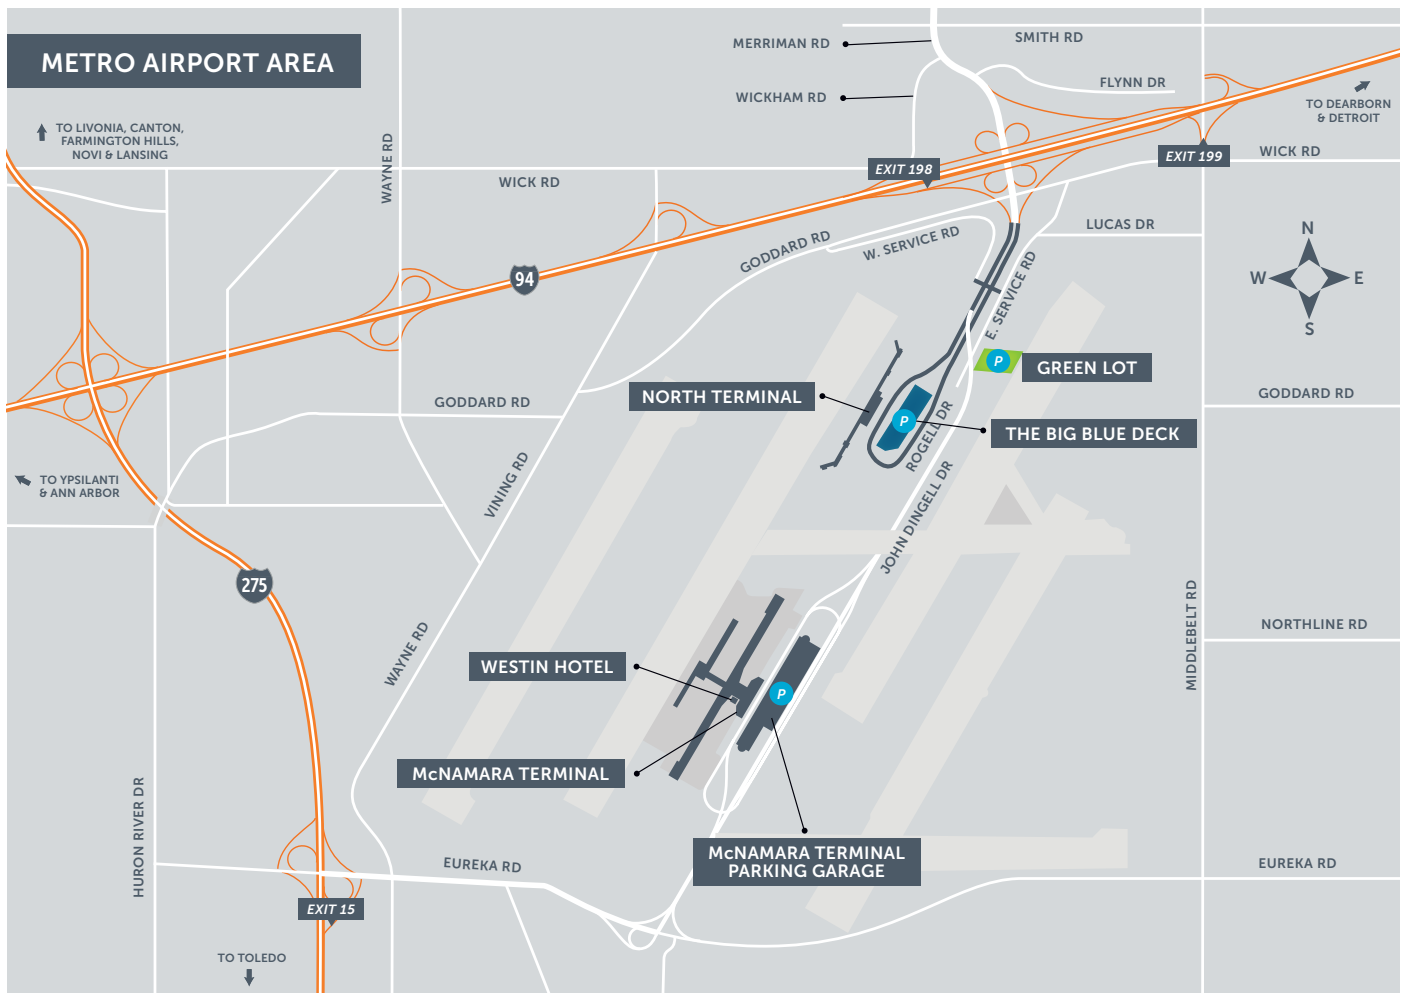 METRO AIRPORT AREA
MERRIMAN RD
SMITH RD
WICKHAM RD
FLYNN DR
TO DEARBORN
& DETROIT
TO LIVONIA, CANTON,
FARMINGTON HILLS,
NOVI & LANSING
WAYNE RD
WICK RD
EXIT 198
EXIT 199
WICK RD
GODDARD RD
W. SERVICE RD
LUCAS DR
E. SERVICE RD
94
N
W
E
S
P
GREEN LOT
NORTH TERMINAL
GODDARD RD
GODDARD RD
P
THE BIG BLUE DECK
ROGELL DR
JOHN DINGELL DR
TO YPSILANTI
& ANN ARBOR
VINING RD
275
WAYNE RD
MIDDLEBELT RD
NORTHLINE RD
WESTIN HOTEL
P
McNAMARA TERMINAL
HURON RIVER DR
McNAMARA TERMINAL
PARKING GARAGE
EUREKA RD
EUREKA RD
EXIT 15
TO TOLEDO